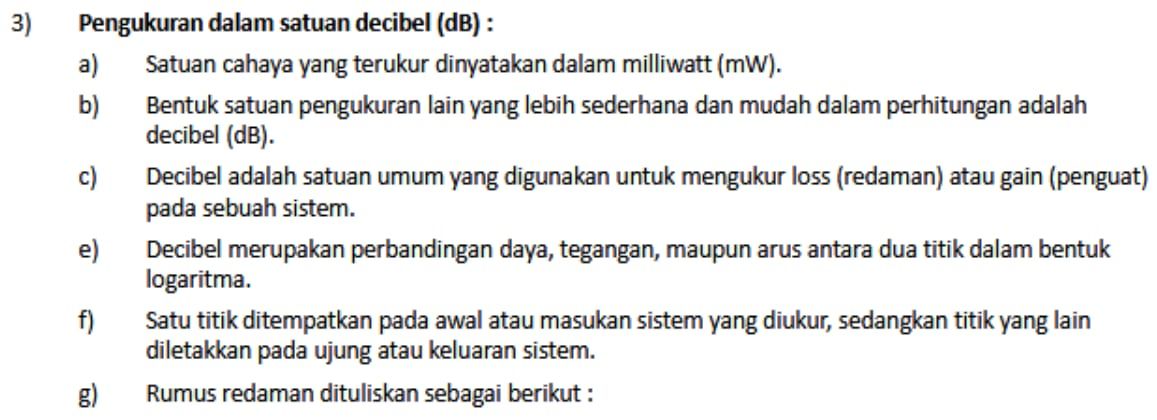 3) Pengukuran dalam satuan decibel (dB) :
a) Satuan cahaya yang terukur dinyatakan dalam milliwatt (mW).
b) Bentuk satuan pengukuran lain yang lebih sederhana dan mudah dalam perhitungan adalah
decibel (dB).
c) Decibel adalah satuan umum yang digunakan untuk mengukur loss (redaman) atau gain (penguat)
pada sebuah sistem.
e) Decibel merupakan perbandingan daya, tegangan, maupun arus antara dua titik dalam bentuk
logaritma.
f) Satu titik ditempatkan pada awal atau masukan sistem yang diukur, sedangkan titik yang lain
diletakkan pada ujung atau keluaran sistem.
g) Rumus redaman dituliskan sebagai berikut :